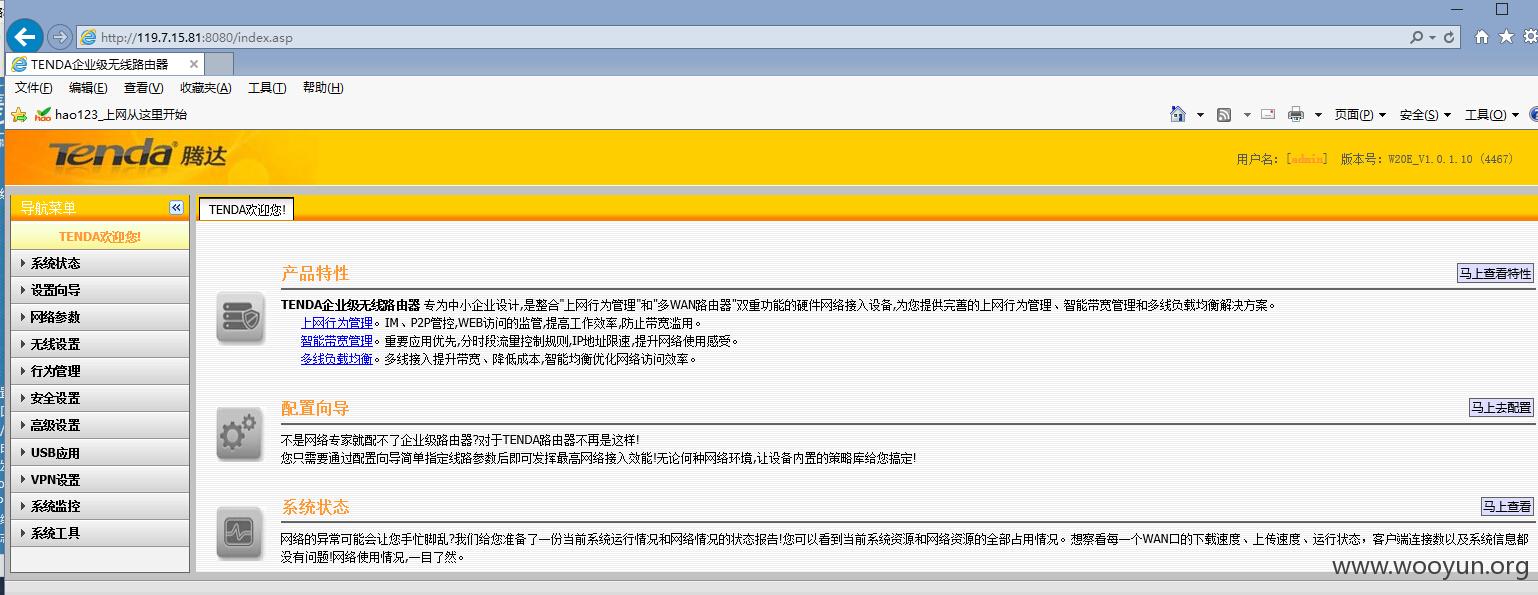 http://119.7.15.81:8080/index.asp
TENDA企业级无线路由器
文件(F) 编辑(E) 查看(V) 收藏夹(A) 工具(T) 帮助(H)
hao123_上网从这里开始
页面(P) 安全(S) 工具(O)
Tenda 腾达
用户名: [admin] 版本号: W20E_V1.0.1.10 (4467)
导航菜单
TENDA欢迎您!
TENDA欢迎您!
系统状态
设置向导
网络参数
无线设置
行为管理
安全设置
高级设置
USB应用
VPN设置
系统监控
系统工具
产品特性
马上查看特性
TENDA企业级无线路由器 专为中小企业设计,是整合"上网行为管理"和"多WAN路由器"双重功能的硬件网络接入设备,为您提供完善的上网行为管理、智能带宽管理和多线负载均衡解决方案。
上网行为管理。IM、P2P管控,WEB访问的监管,提高工作效率,防止带宽滥用。
智能带宽管理。重要应用优先,分时段流量控制规则,IP地址限速,提升网络使用感受。
多线负载均衡。多线接入提升带宽、降低成本,智能均衡优化网络访问效率。
配置向导
马上去配置
不是网络专家就配不了企业级路由器?对于TENDA路由器不再是这样!
您只需要通过配置向导简单指定线路参数后即可发挥最高网络接入效能!无论何种网络环境,让设备内置的策略库给您搞定!
系统状态
马上查看
网络的异常可能会让您手忙脚乱?我们给您准备了一份当前系统运行情况和网络情况的状态报告!您可以看到当前系统资源和网络资源的全部占用情况。想察看每一个WAN口的下载速度、上传速度、运行状态，客户端连接数以及系统信息都
没有问题!网络使用情况,一目了然。
www.wooyun.org